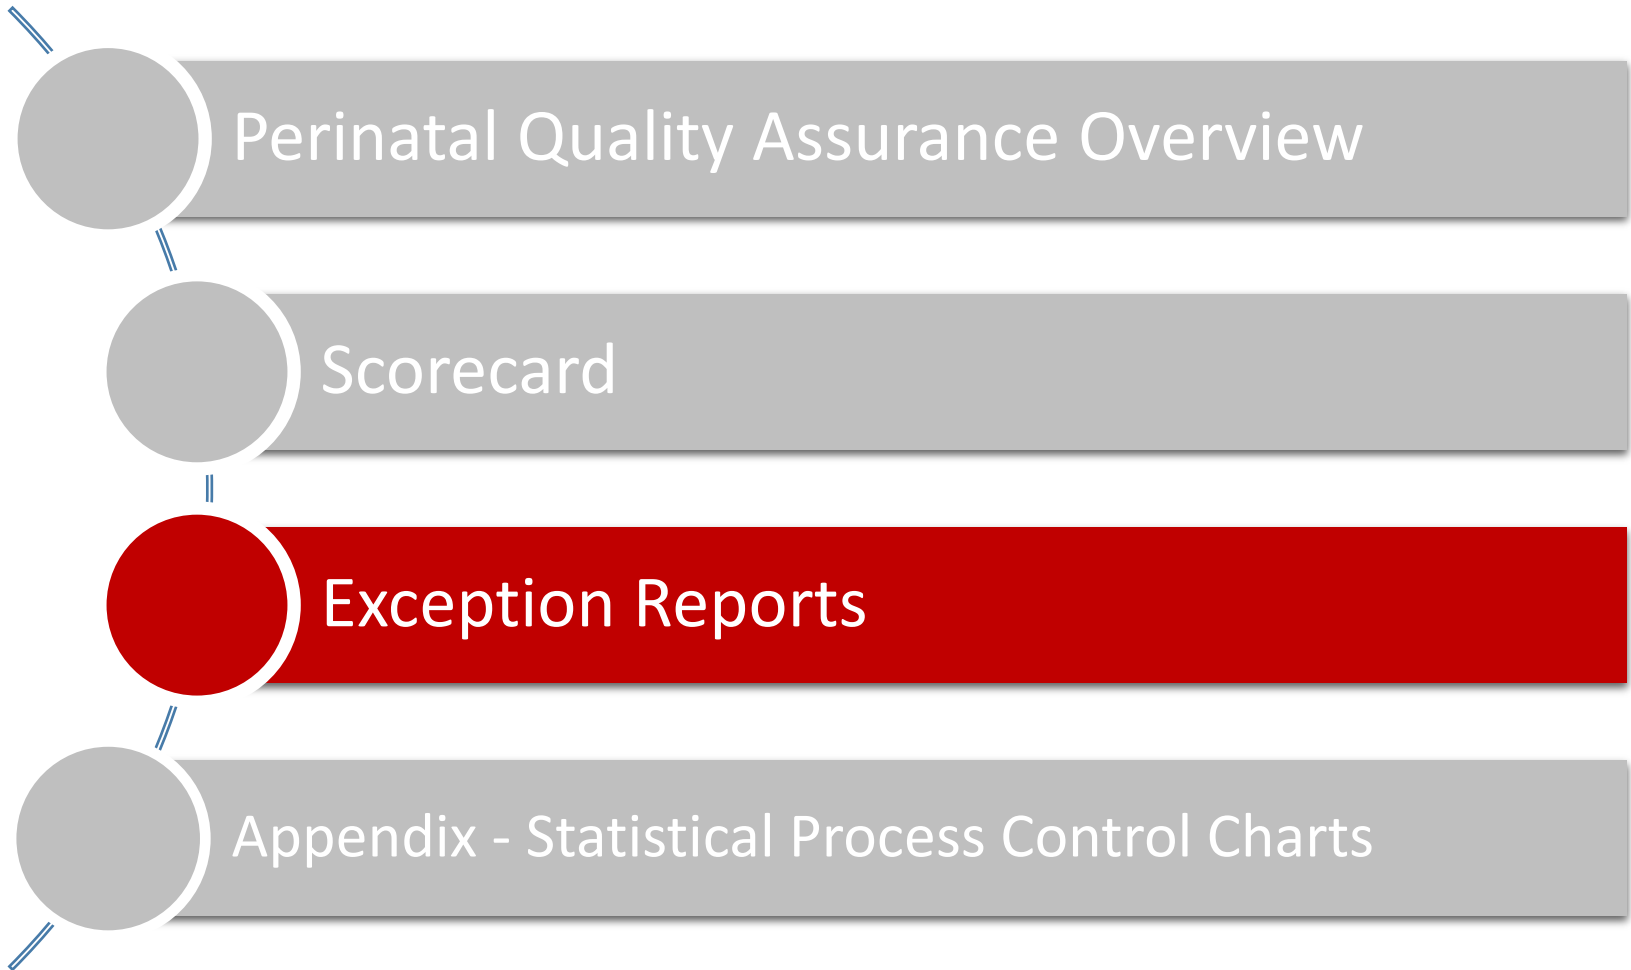 Perinatal Quality Assurance Overview
Scorecard
Exception Reports
Appendix - Statistical Process Control Charts